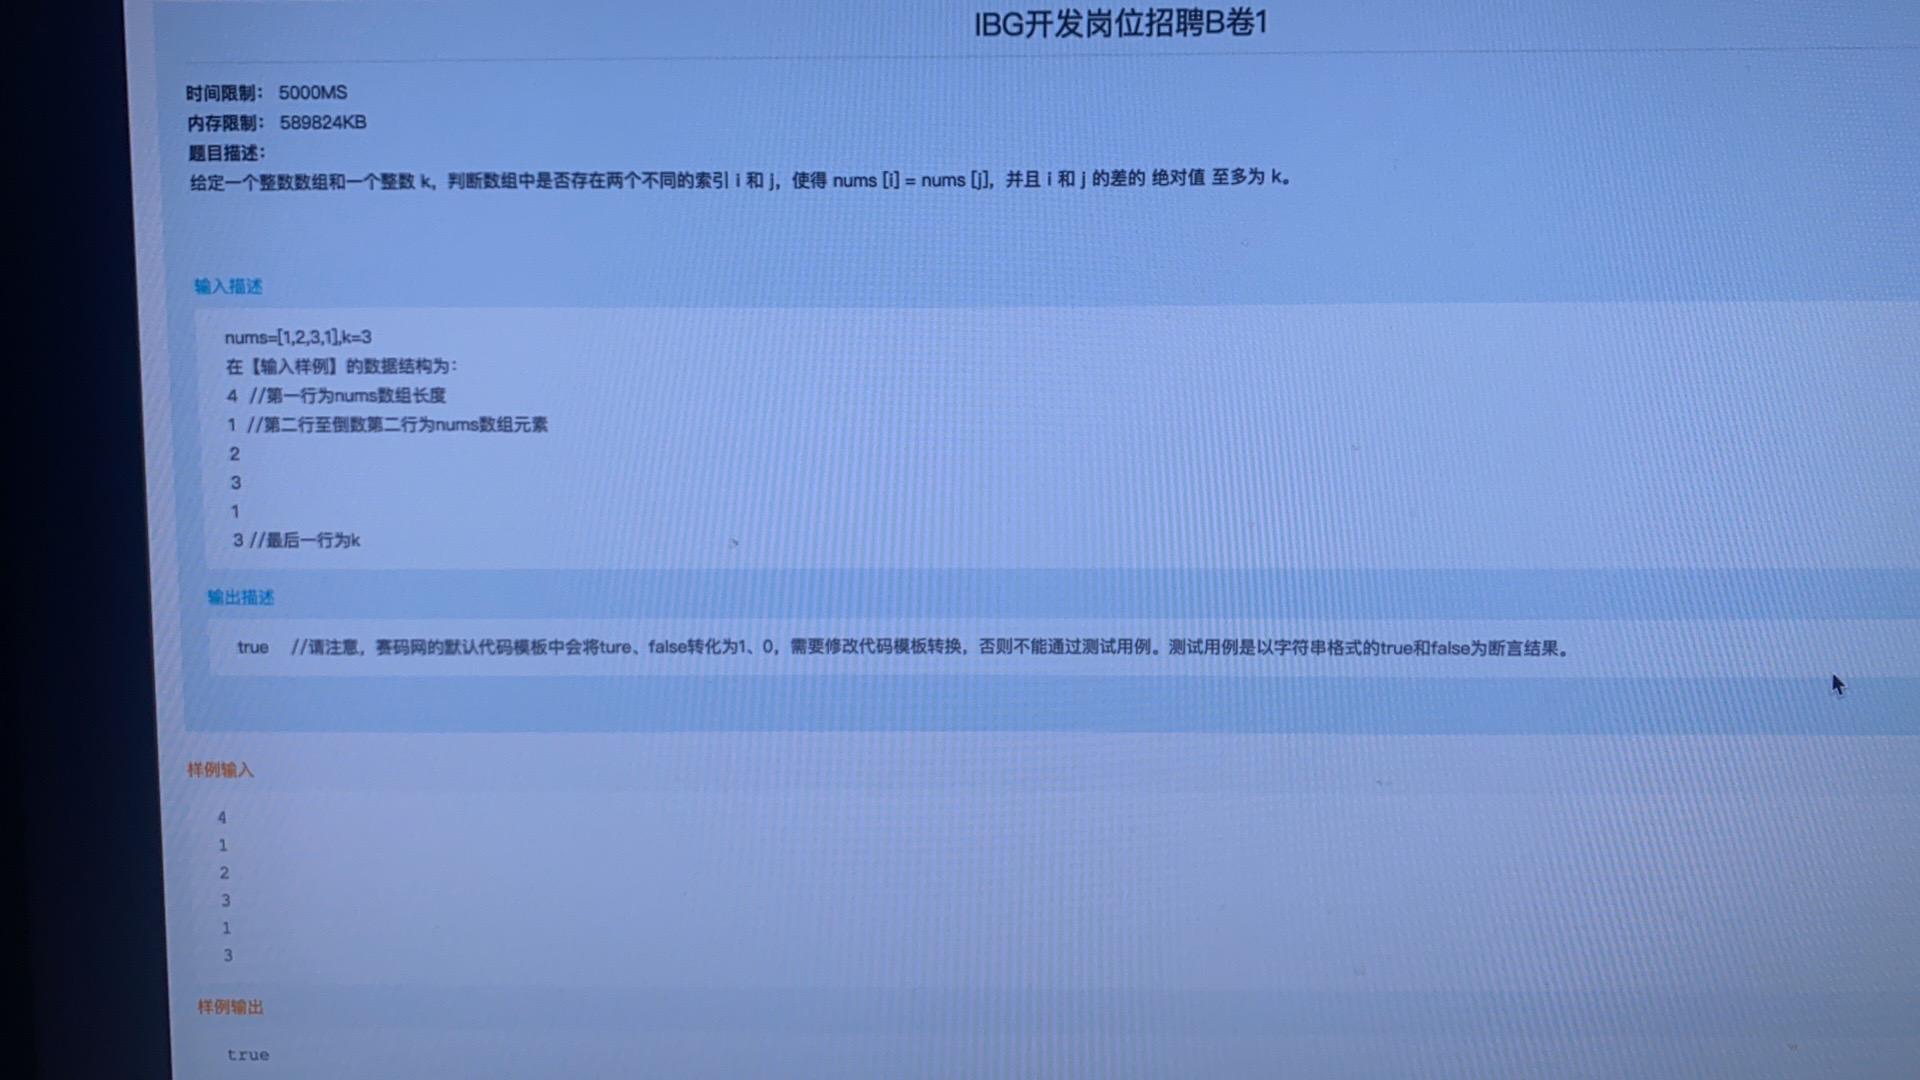 IBG开发岗位招聘B卷1
时间限制： 5000MS
内存限制： 589824KB
题目描述：
给定一个整数数组和一个整数 k，判断数组中是否存在两个不同的索引 i 和 j，使得 nums [i] = nums [j]，并且 i 和 j 的差的 绝对值 至多为 k。
输入描述
nums=[1,2,3,1],k=3
在【输入样例】的数据结构为：
4 //第一行为nums数组长度
1 //第二行至倒数第二行为nums数组元素
2
3
1
3 //最后一行为k
输出描述
true //请注意，赛码网的默认代码模板中会将ture、false转化为1、0，需要修改代码模板转换，否则不能通过测试用例。测试用例是以字符串格式的true和false为断言结果。
样例输入
4
1
2
3
1
3
样例输出
true